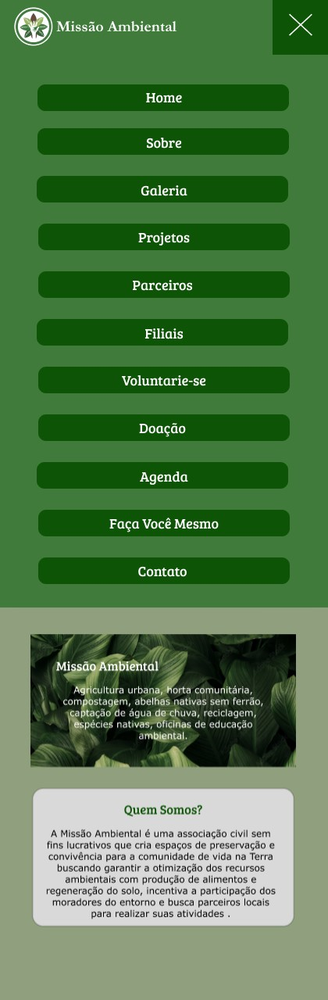 Missão Ambiental
Home
Sobre
Galeria
Projetos
Parceiros
Filiais
Voluntarie-se
Doação
Agenda
Faça Você Mesmo
Contato
Missão Ambiental
Agricultura urbana, horta comunitária,
compostagem, abelhas nativas sem ferrão,
captação de água de chuva, reciclagem,
espécies nativas, oficinas de educação
ambiental.
Quem Somos?
A Missão Ambiental é uma associação civil sem
fins lucrativos que cria espaços de preservação e
convivência para a comunidade de vida na Terra
buscando garantir a otimização dos recursos
ambientais com produção de alimentos e
regeneração do solo, incentiva a participação dos
moradores do entorno e busca parceiros locais
para realizar suas atividades .